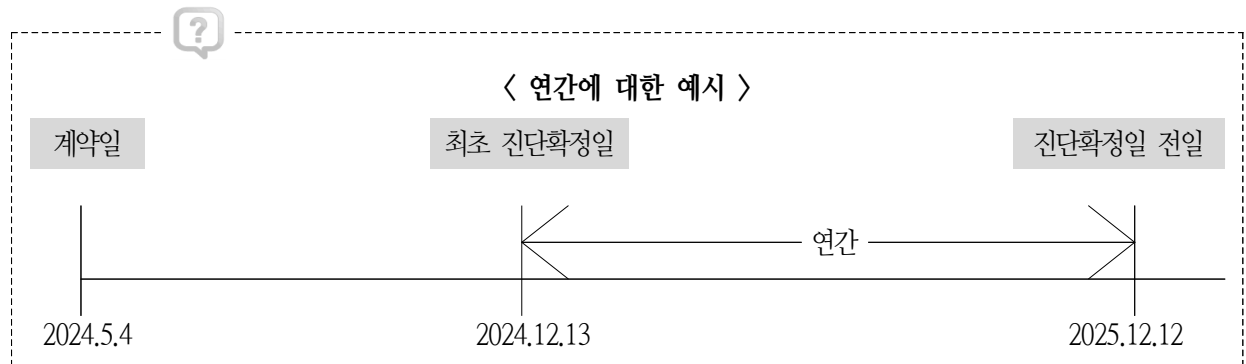 ?
< 연간에 대한 예시 >
계약일 최초 진단확정일 진단확정일 전일
연간
2024.5.4 2024.12.13 2025.12.12